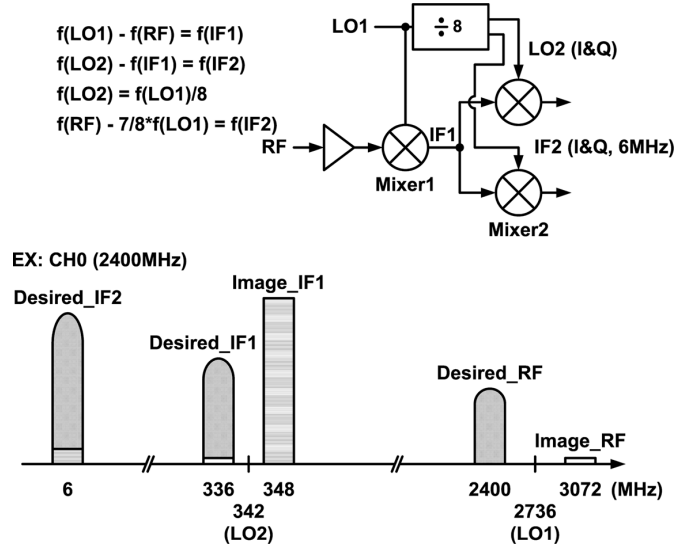 f(LO1) - f(RF) = f(IF1)
f(LO2) - f(IF1) = f(IF2)
f(LO2) = f(LO1)/8
f(RF) - 7/8*f(LO1) = f(IF2)
LO1
÷ 8
LO2 (I&Q)
RF
IF1
Mixer1
IF2 (I&Q, 6MHz)
Mixer2
EX: CH0 (2400MHz)
Desired_IF2
Desired_IF1
Image_IF1
Desired_RF
Image_RF
6
336
348
2400
3072
(MHz)
342
(LO2)
2736
(LO1)